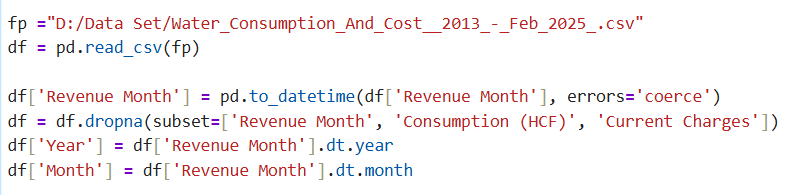 fp ="D:/Data Set/Water_Consumption_And_Cost__2013_-_Feb_2025_.csv"
df = pd.read_csv(fp)
df['Revenue Month'] = pd.to_datetime(df['Revenue Month'], errors='coerce')
df = df.dropna(subset=['Revenue Month', 'Consumption (HCF)', 'Current Charges'])
df['Year'] = df['Revenue Month'].dt.year
df['Month'] = df['Revenue Month'].dt.month